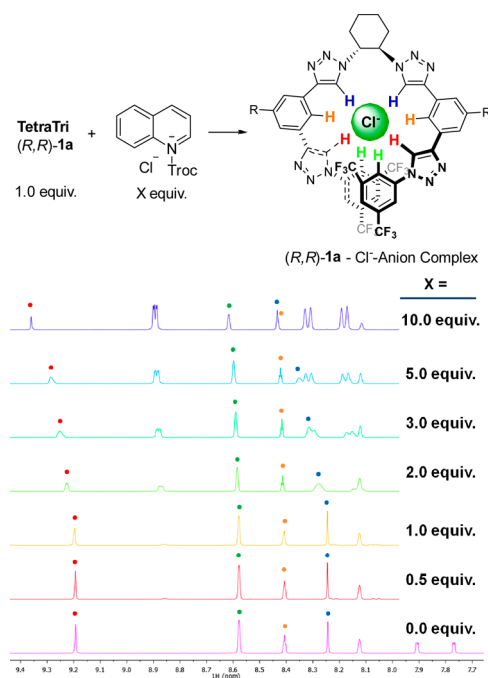 N
N
N
N
N
N
R
H
H
H
Cl⁻
H
R
TetraTri
(R,R)-1a
+
N
Cl⁻
Troc
H
H
H
H
N
N
N
F₃C
CF₃
CF₃
CF₃
N
N
N
1.0 equiv.
X equiv.
(R,R)-1a - Cl⁻-Anion Complex
X =
10.0 equiv.
5.0 equiv.
3.0 equiv.
2.0 equiv.
1.0 equiv.
0.5 equiv.
0.0 equiv.
9.4 9.3 9.2 9.1 9.0 8.9 8.8 8.7 8.6 8.5 8.4 8.3 8.2 8.1 8.0 7.9 7.8 7.7
1H (ppm)